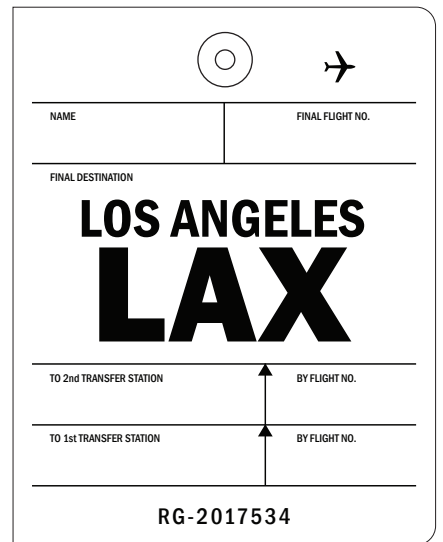 NAME FINAL FLIGHT NO.
FINAL DESTINATION
LOS ANGELES
LAX
TO 2nd TRANSFER STATION BY FLIGHT NO.
TO 1st TRANSFER STATION BY FLIGHT NO.
RG-2017534